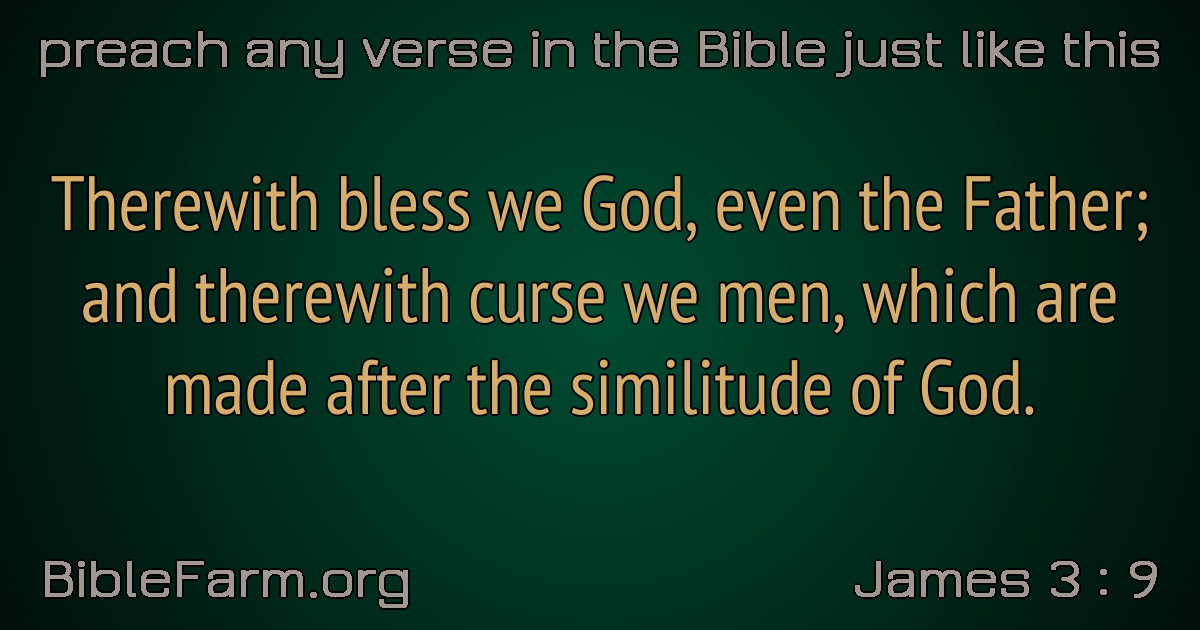 preach any verse in the Bible just like this
Therewith bless we God, even the Father;
and therewith curse we men, which are
made after the similitude of God.
BibleFarm.org
James 3 : 9